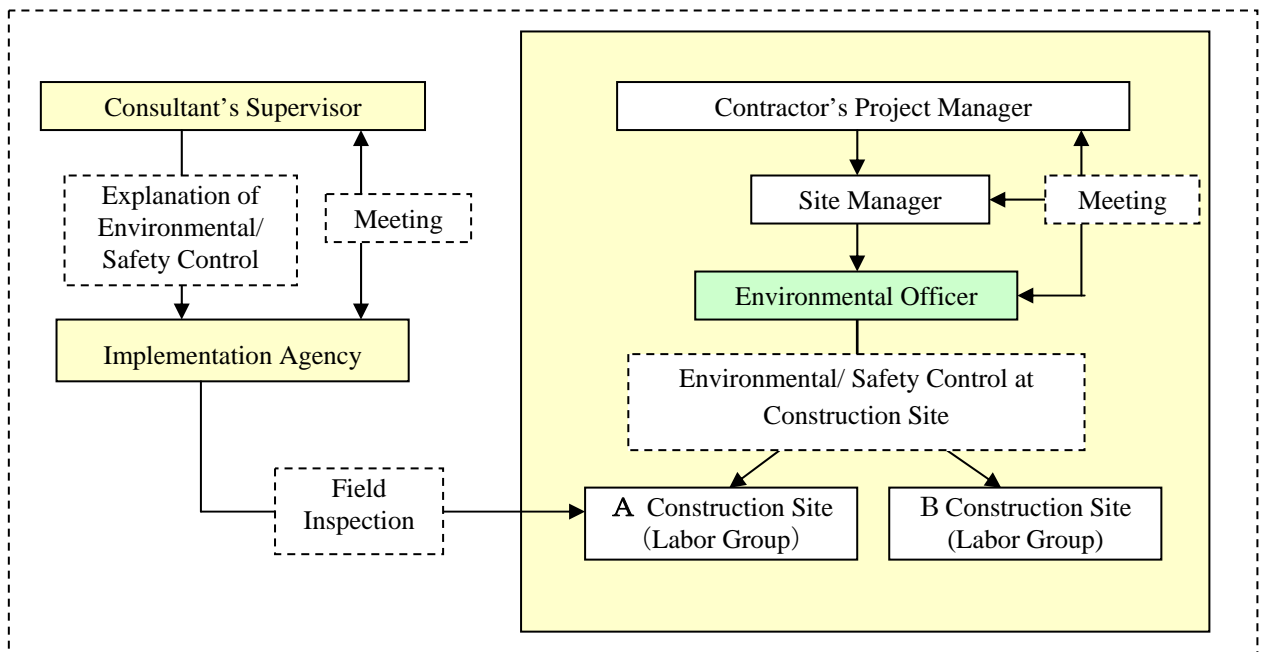 Consultant’s Supervisor
Explanation of
Environmental/
Safety Control
Meeting
Implementation Agency
Field
Inspection
Contractor’s Project Manager
Site Manager
Meeting
Environmental Officer
Environmental/ Safety Control at
Construction Site
A Construction Site
（Labor Group）
B Construction Site
(Labor Group)